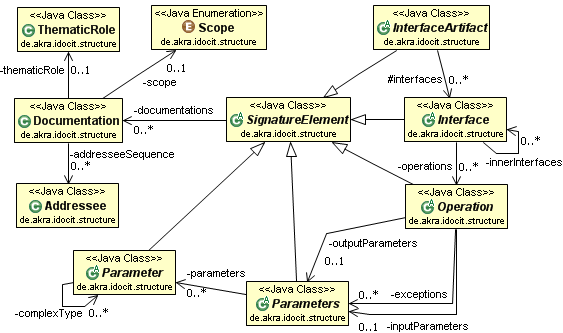 <<Java Class>>
ThematicRole
de.akra.idocit.structure
<<Java Enumeration>>
Scope
de.akra.idocit.structure
<<Java Class>>
InterfaceArtifact
de.akra.idocit.structure
-thematicRole
0..1
0..1
-scope
#interfaces
0..*
<<Java Class>>
Documentation
de.akra.idocit.structure
-documentations
0..*
<<Java Class>>
SignatureElement
de.akra.idocit.structure
<<Java Class>>
Interface
de.akra.idocit.structure
0..*
-innerInterfaces
-addresseeSequence
0..*
-operations
0..*
<<Java Class>>
Addressee
de.akra.idocit.structure
<<Java Class>>
Operation
de.akra.idocit.structure
-outputParameters
0..1
<<Java Class>>
Parameter
de.akra.idocit.structure
-parameters
0..*
-complexType
0..*
<<Java Class>>
Parameters
de.akra.idocit.structure
0..*
-exceptions
0..1
-inputParameters